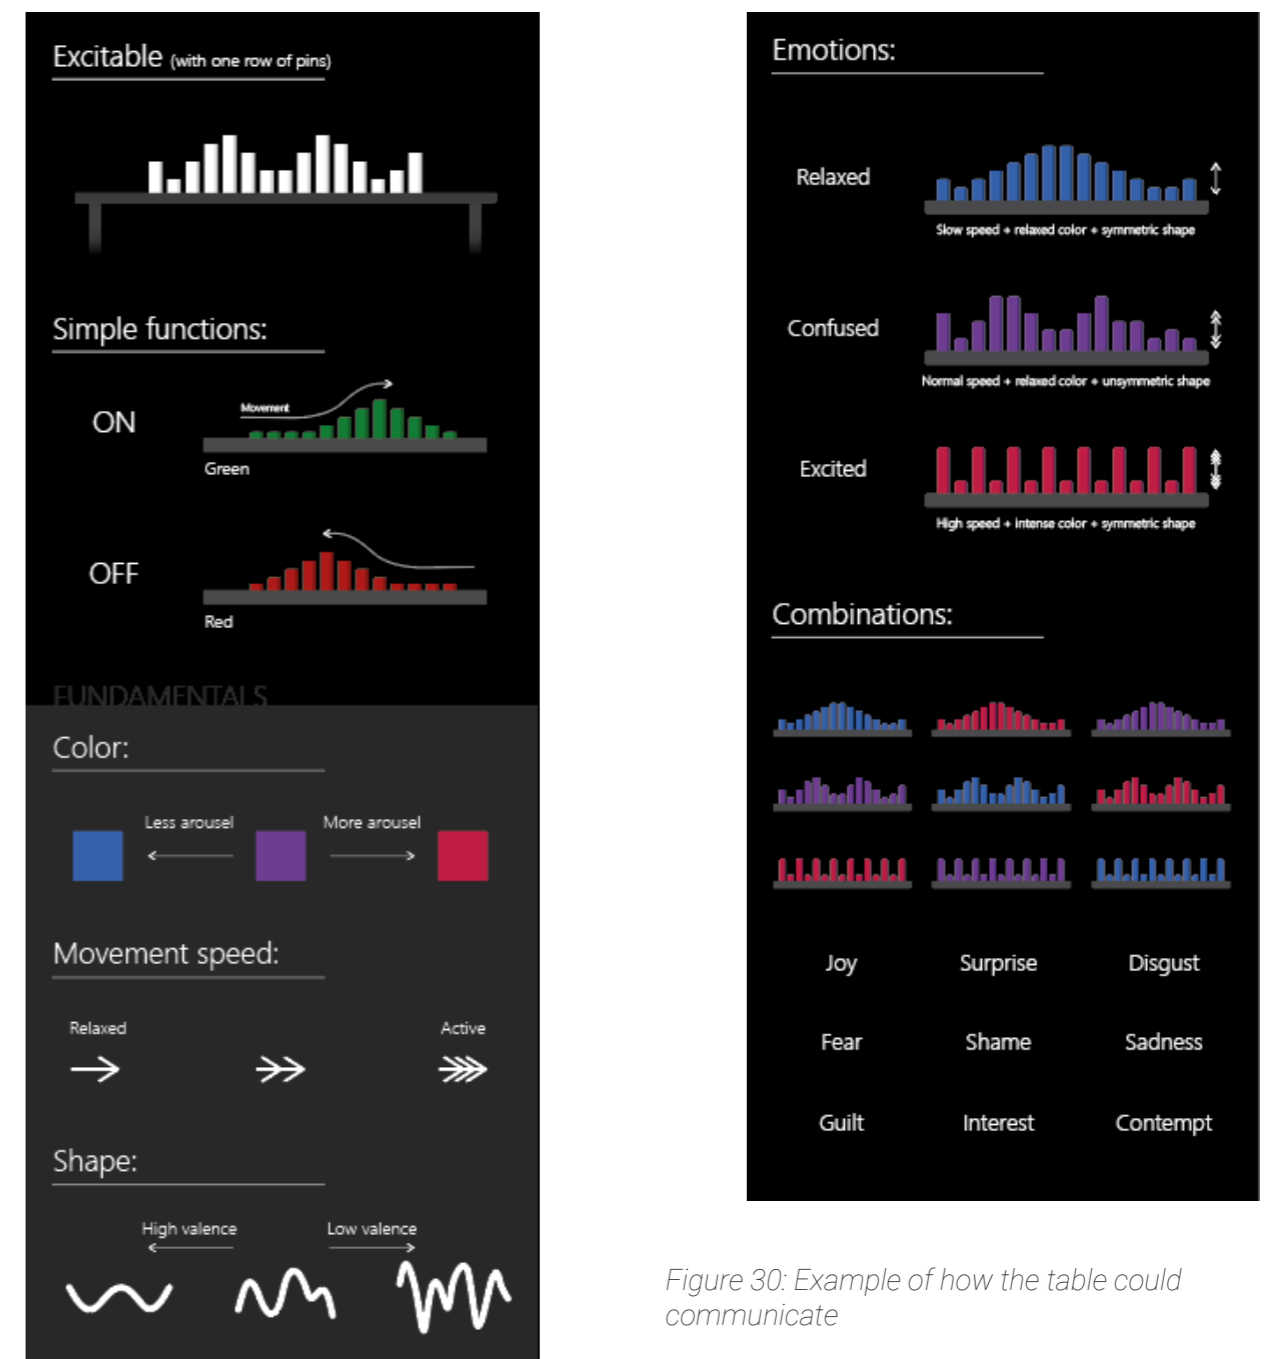 Excitable (with one row of pins)
Simple functions:
ON
Movement
Green
OFF
Red
FUNDAMENTALS
Color:
Less arousel
More arousel
Movement speed:
Relaxed
Active
Shape:
High valence
Low valence
Emotions:
Relaxed
Slow speed + relaxed color + symmetric shape
Confused
Normal speed + relaxed color + unsymmetric shape
Excited
High speed + intense color + symmetric shape
Combinations:
Joy Surprise Disgust
Fear Shame Sadness
Guilt Interest Contempt
Figure 30: Example of how the table could
communicate